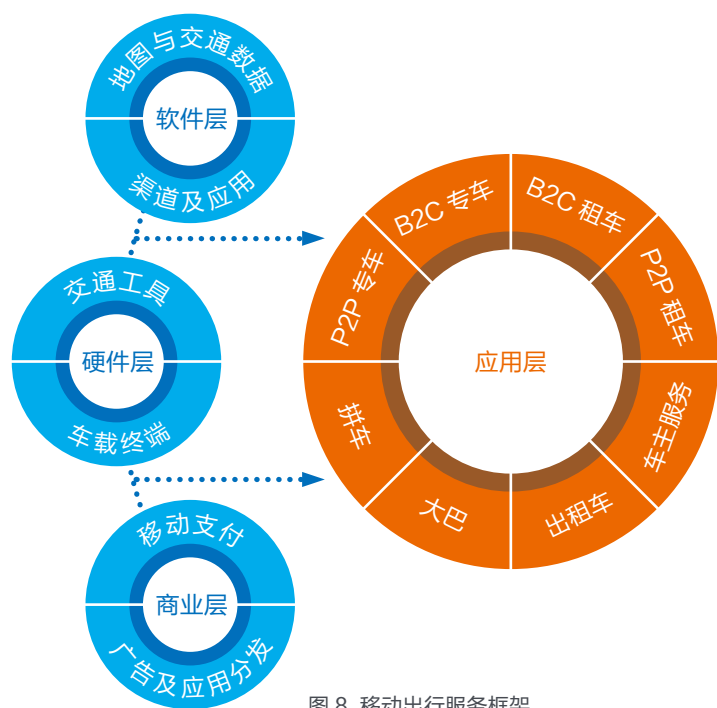 地图与交通数据
软件层
渠道及应用
交通工具
硬件层
车载终端
移动支付
商业层
广告及应用分发
B2C 专车
B2C 租车
P2P 专车
P2P 租车
应用层
拼车
车主服务
大巴
出租车
图 8 移动出行服务框架